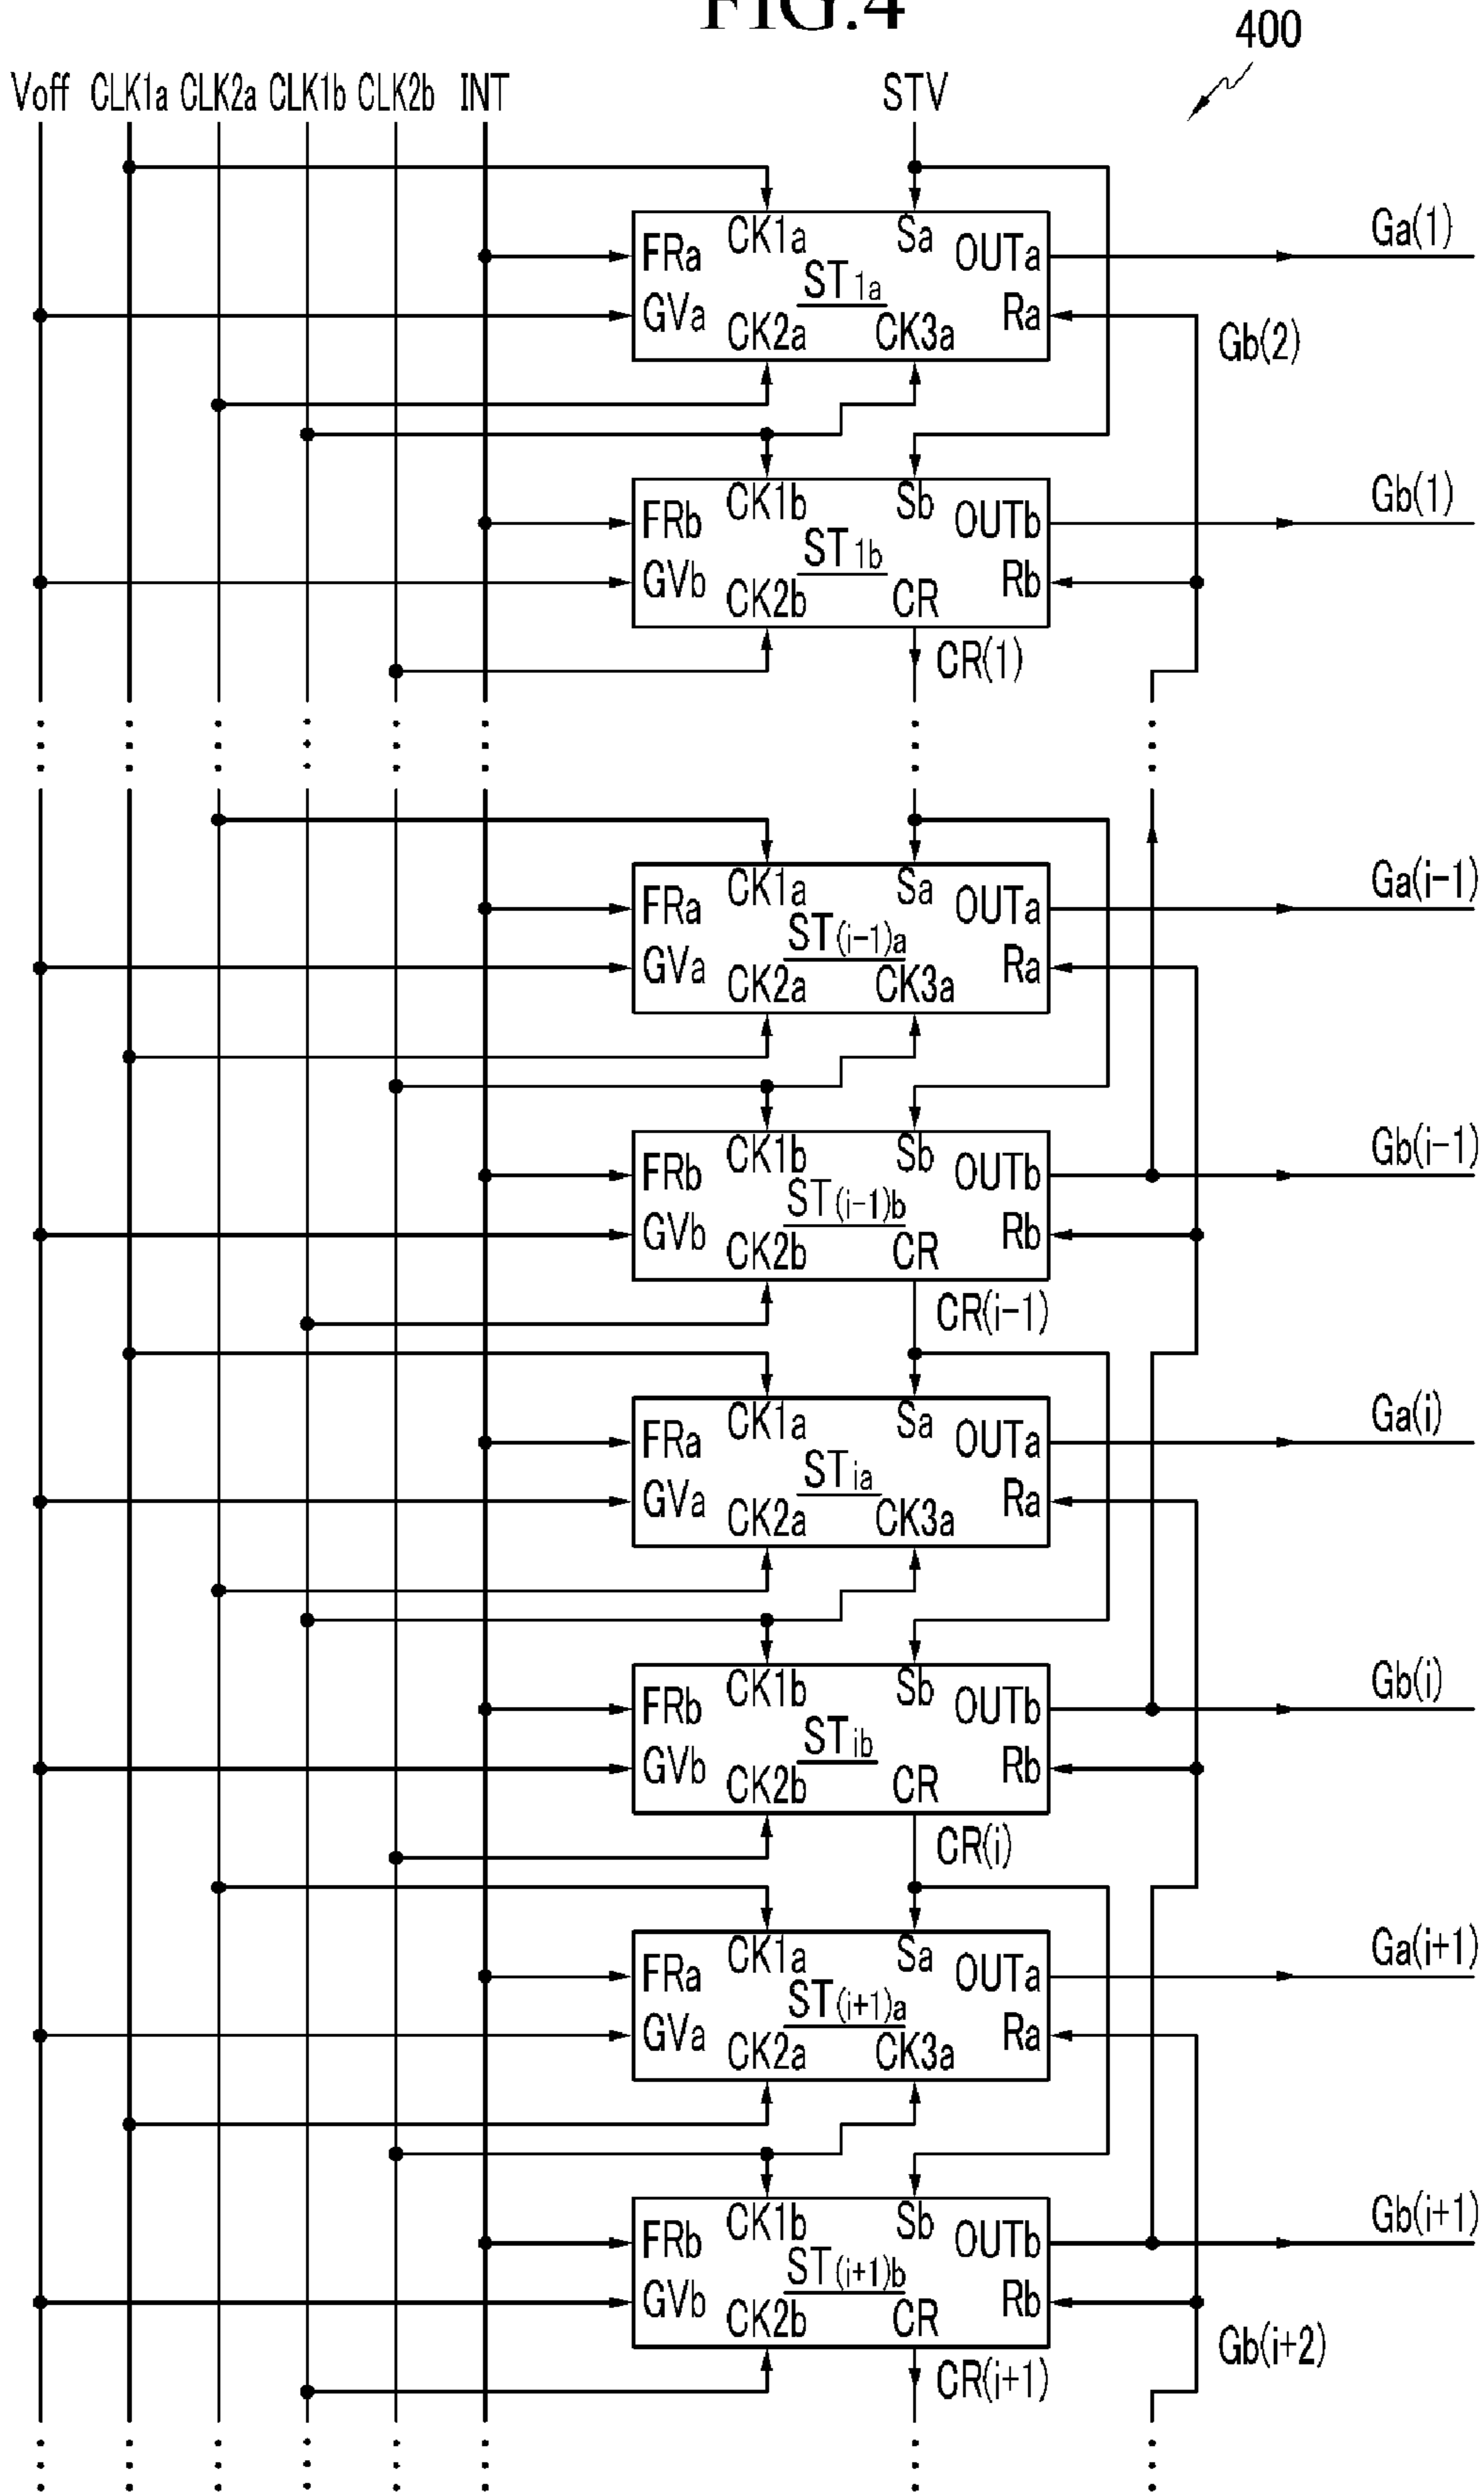 FIG.4
400
Voff CLK1a CLK2a CLK1b CLK2b INT STV
CK1a Sa
FRa OUTa Ga(1)
ST1a
GVa Ra
CK2a CK3a Gb(2)
CK1b Sb
FRb OUTb Gb(1)
ST1b
GVb Rb
CK2b CR
CR(1)
CK1a Sa
FRa OUTa Ga(i-1)
ST(i-1)a
GVa Ra
CK2a CK3a
CK1b Sb
FRb OUTb Gb(i-1)
ST(i-1)b
GVb Rb
CK2b CR
CR(i-1)
CK1a Sa
FRa OUTa Ga(i)
STia
GVa Ra
CK2a CK3a
CK1b Sb
FRb OUTb Gb(i)
STib
GVb Rb
CK2b CR
CR(i)
CK1a Sa
FRa OUTa Ga(i+1)
ST(i+1)a
GVa Ra
CK2a CK3a
CK1b Sb
FRb OUTb Gb(i+1)
ST(i+1)b
GVb Rb
CK2b CR
Gb(i+2)
CR(i+1)